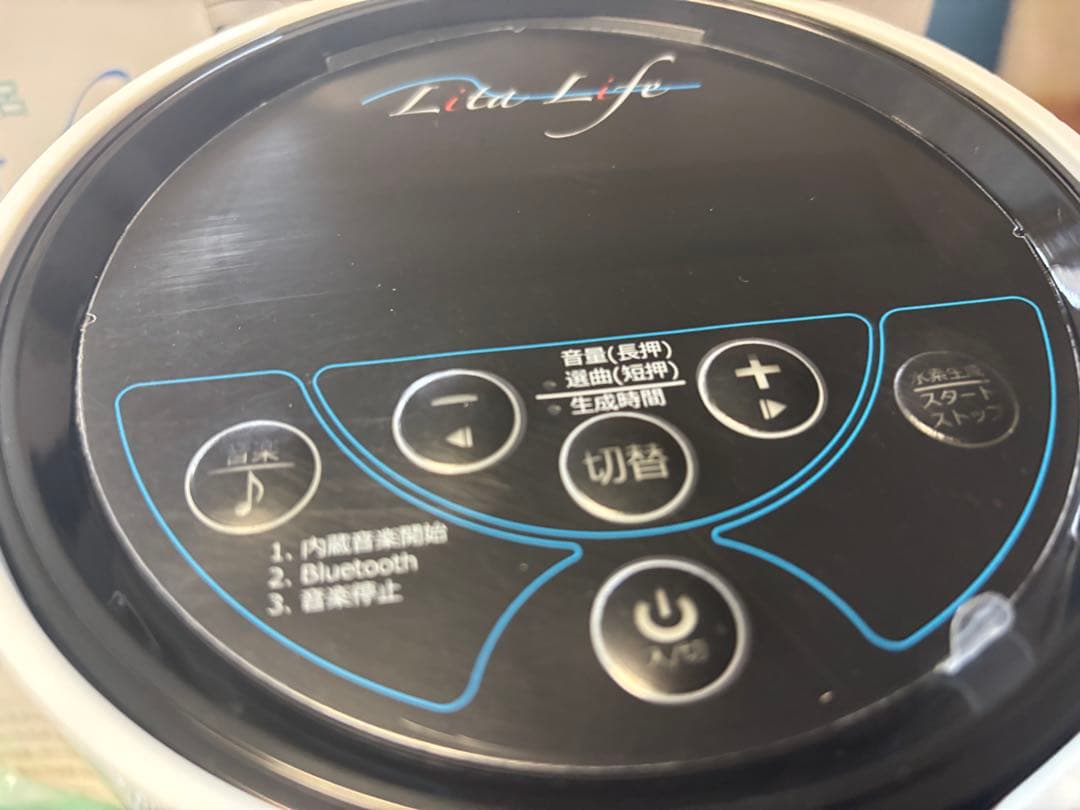 Lita Life
音量(長押)
選曲(短押)
生成時間
−
+
切替
水素生成
スタート
ストップ
音楽
1. 内蔵音楽開始
2. Bluetooth
3. 音楽停止
入/切